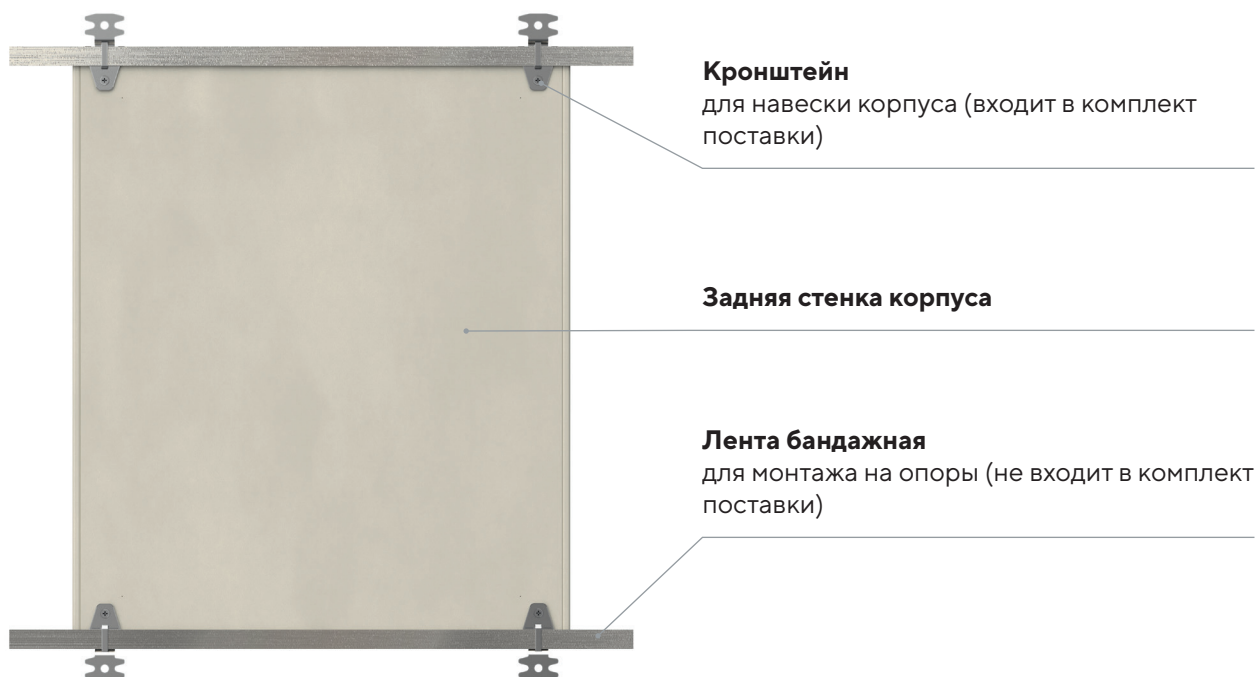 Кронштейн
для навески корпуса (входит в комплект
поставки)
Задняя стенка корпуса
Лента бандажная
для монтажа на опоры (не входит в комплект
поставки)